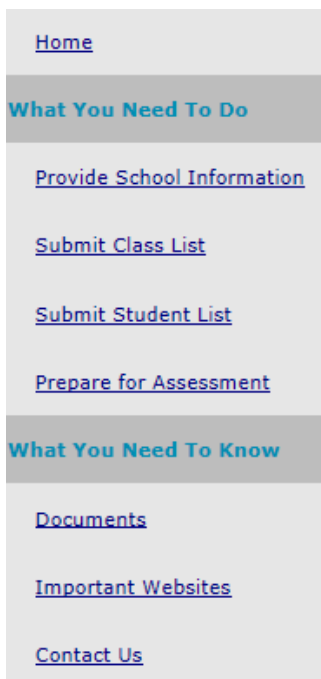 Home
What You Need To Do
Provide School Information
Submit Class List
Submit Student List
Prepare for Assessment
What You Need To Know
Documents
Important Websites
Contact Us